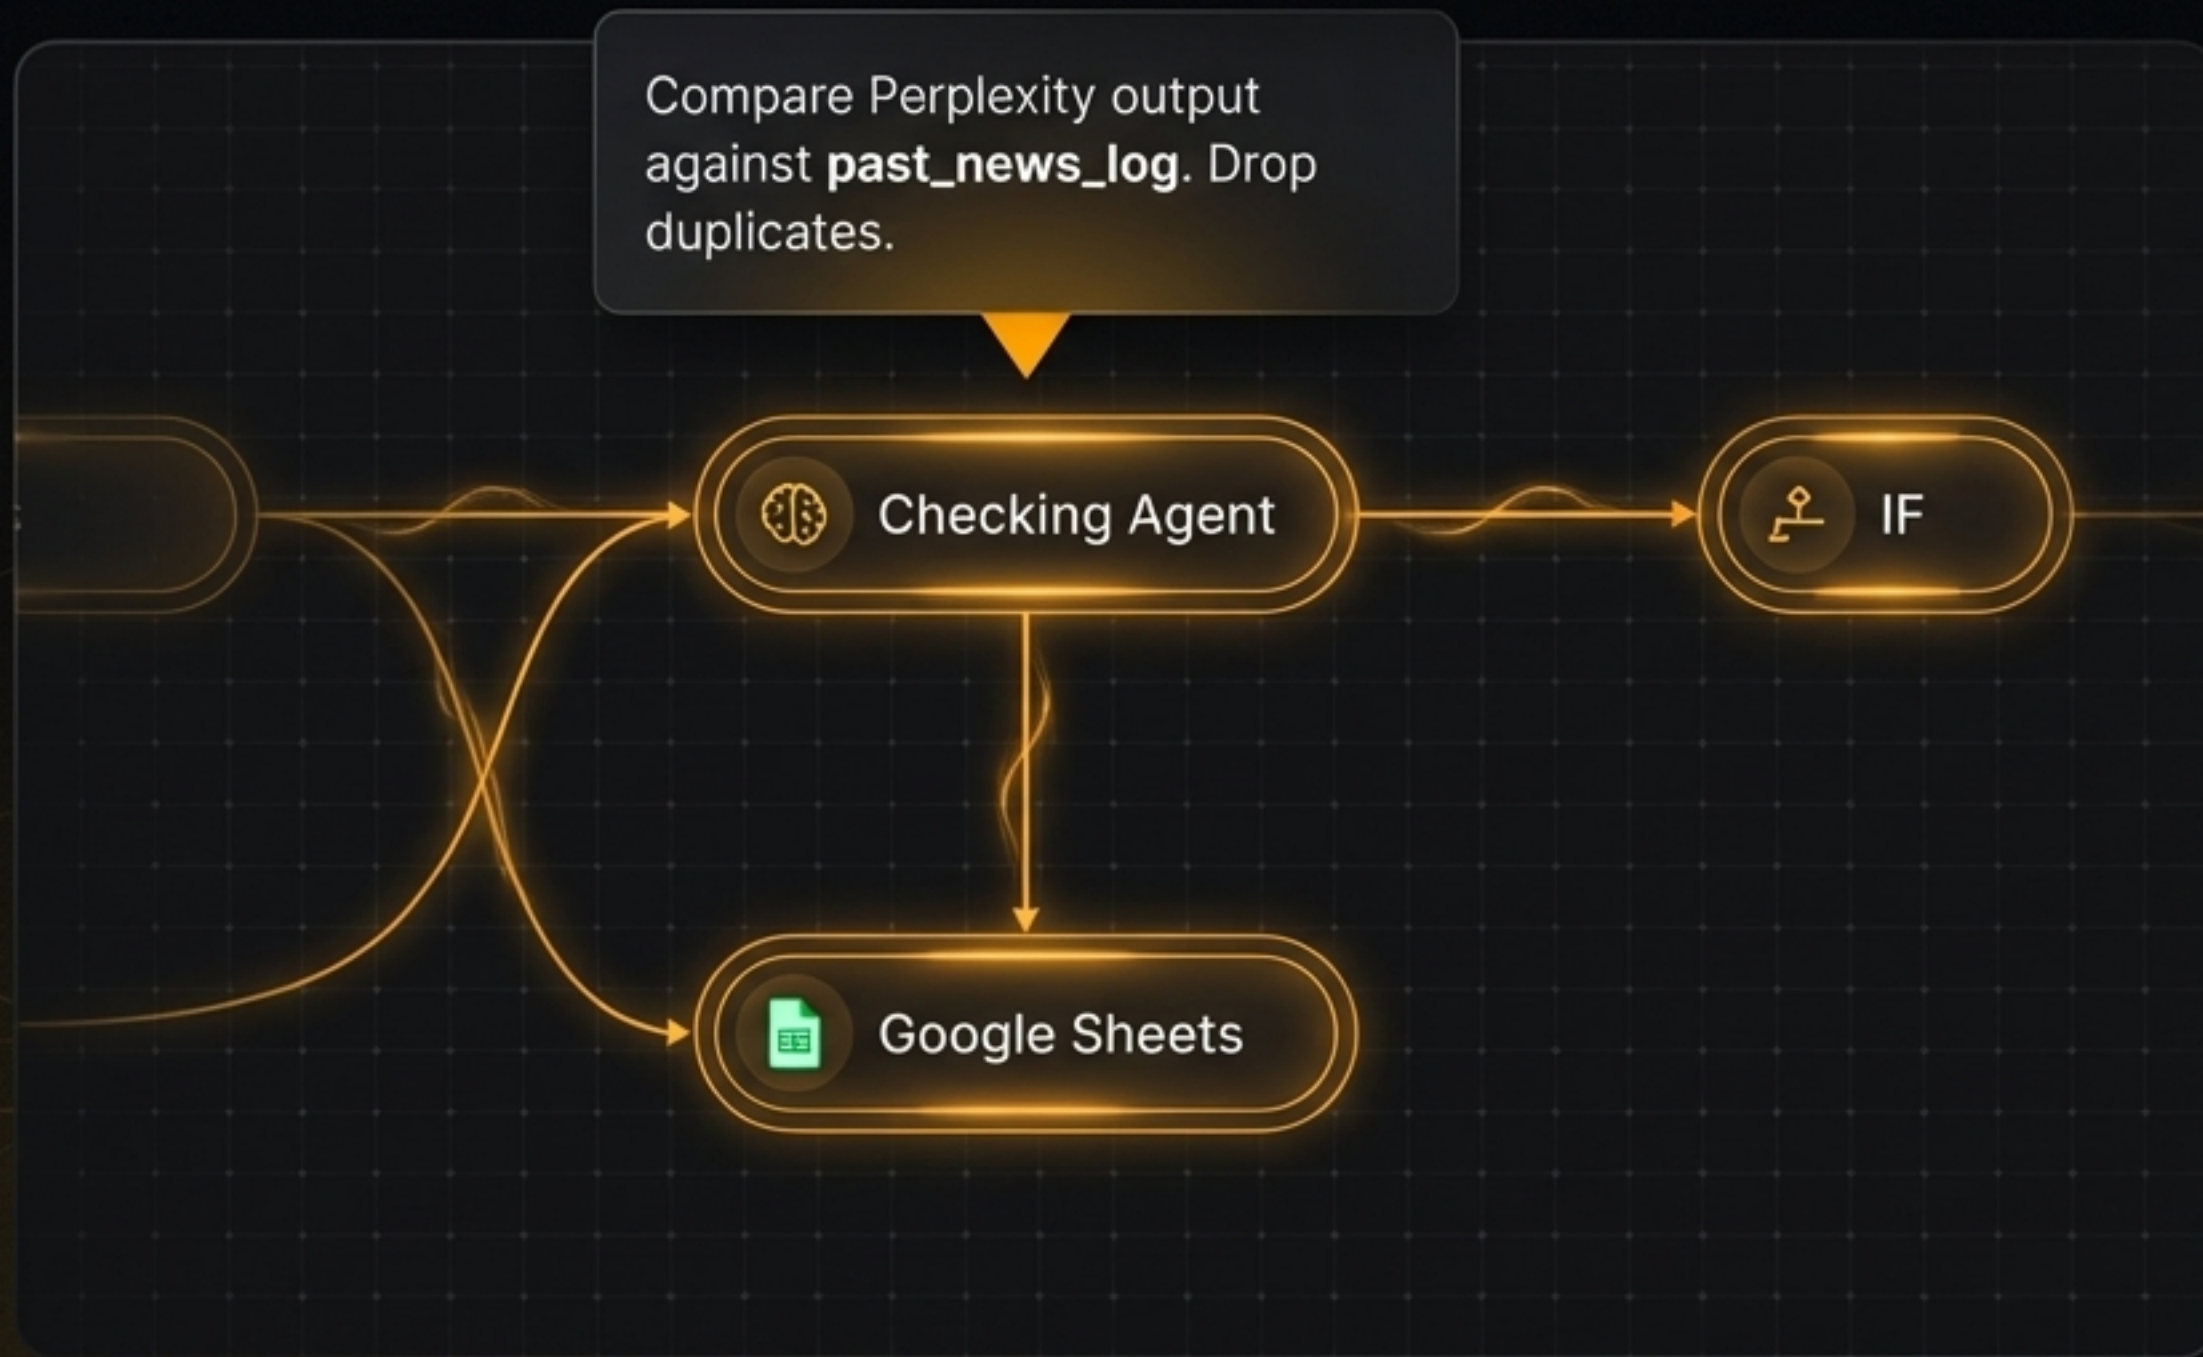 Compare Perplexity output
against past_news_log. Drop
duplicates.
Checking Agent
IF
Google Sheets